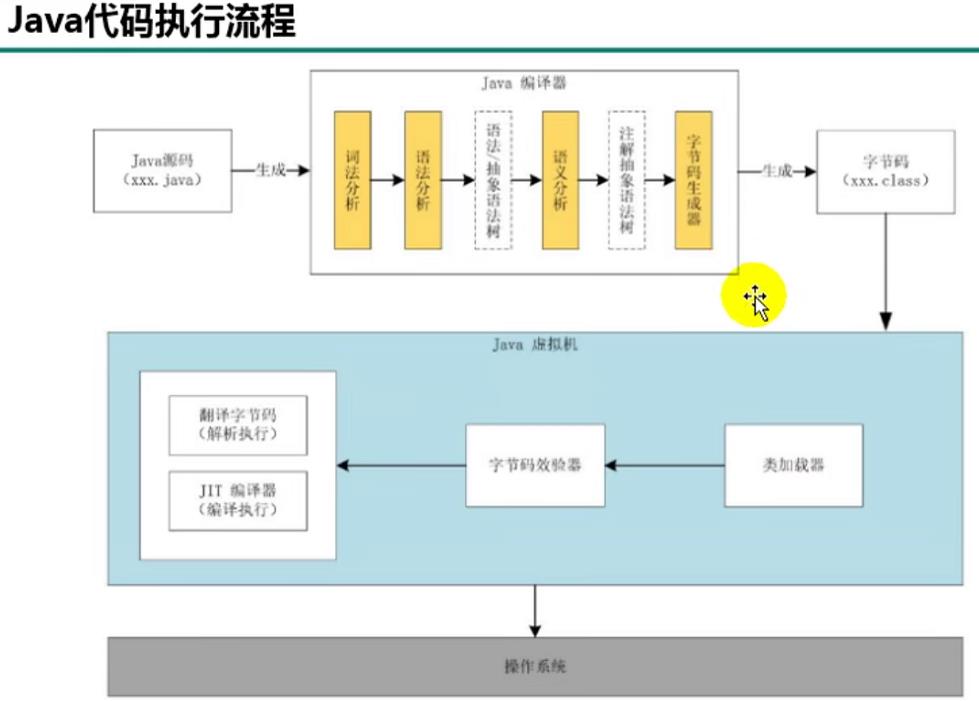 Java代码执行流程
Java 编译器
Java源码
(xxx.java)
生成
词法分析
语法分析
语法/抽象语法树
语义分析
注解抽象语法树
字节码生成器
生成
字节码
(xxx.class)
Java 虚拟机
翻译字节码
(解析执行)
JIT 编译器
(编译执行)
字节码效验器
类加载器
操作系统